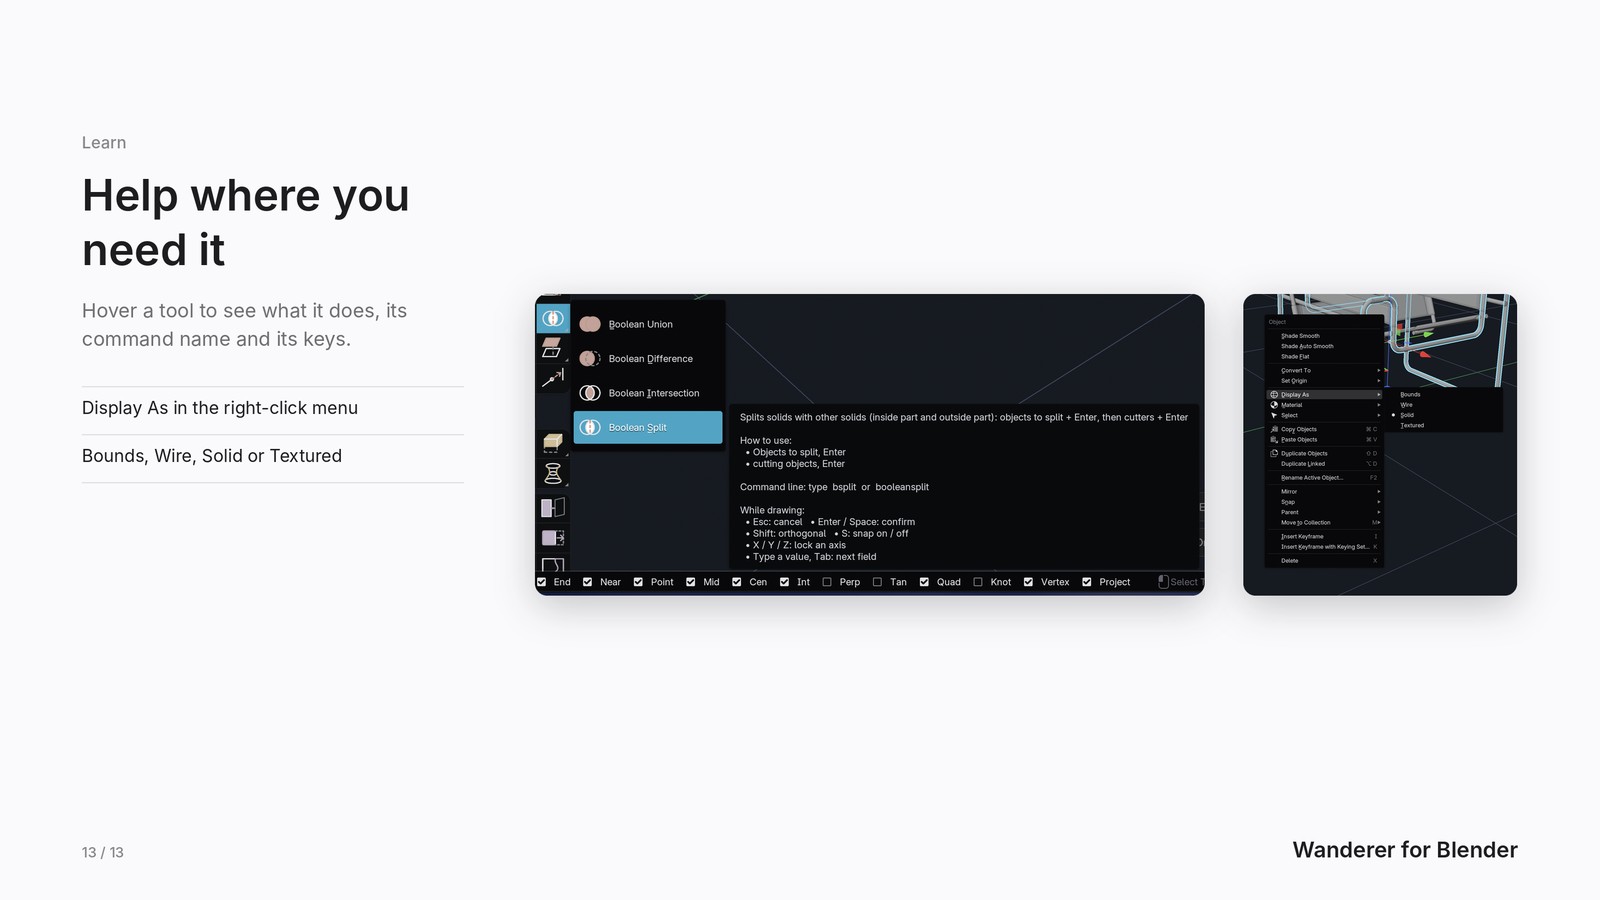 Learn
Help where you
need it
Hover a tool to see what it does, its
command name and its keys.
Display As in the right-click menu
Bounds, Wire, Solid or Textured
Boolean Union
Boolean Difference
Boolean Intersection
Boolean Split
Splits solids with other solids (inside part and outside part): objects to split + Enter, then cutters + Enter
How to use:
• Objects to split, Enter
• cutting objects, Enter
Command line: type bsplit or booleansplit
While drawing:
• Esc: cancel • Enter / Space: confirm
• Shift: orthogonal • S: snap on / off
• X / Y / Z: lock an axis
• Type a value, Tab: next field
End Near Point Mid Cen Int Perp Tan Quad Knot Vertex Project Select
Object
Shade Smooth
Shade Auto Smooth
Shade Flat
Convert To
Set Origin
Display As
Material
Select
Copy Objects ⌘ C
Paste Objects ⌘ V
Duplicate Objects ⇧ D
Duplicate Linked ⌥ D
Rename Active Object... F2
Mirror
Snap
Parent
Move to Collection M
Insert Keyframe I
Insert Keyframe with Keying Set... K
Delete X
Bounds
Wire
Solid
Textured
13 / 13
Wanderer for Blender